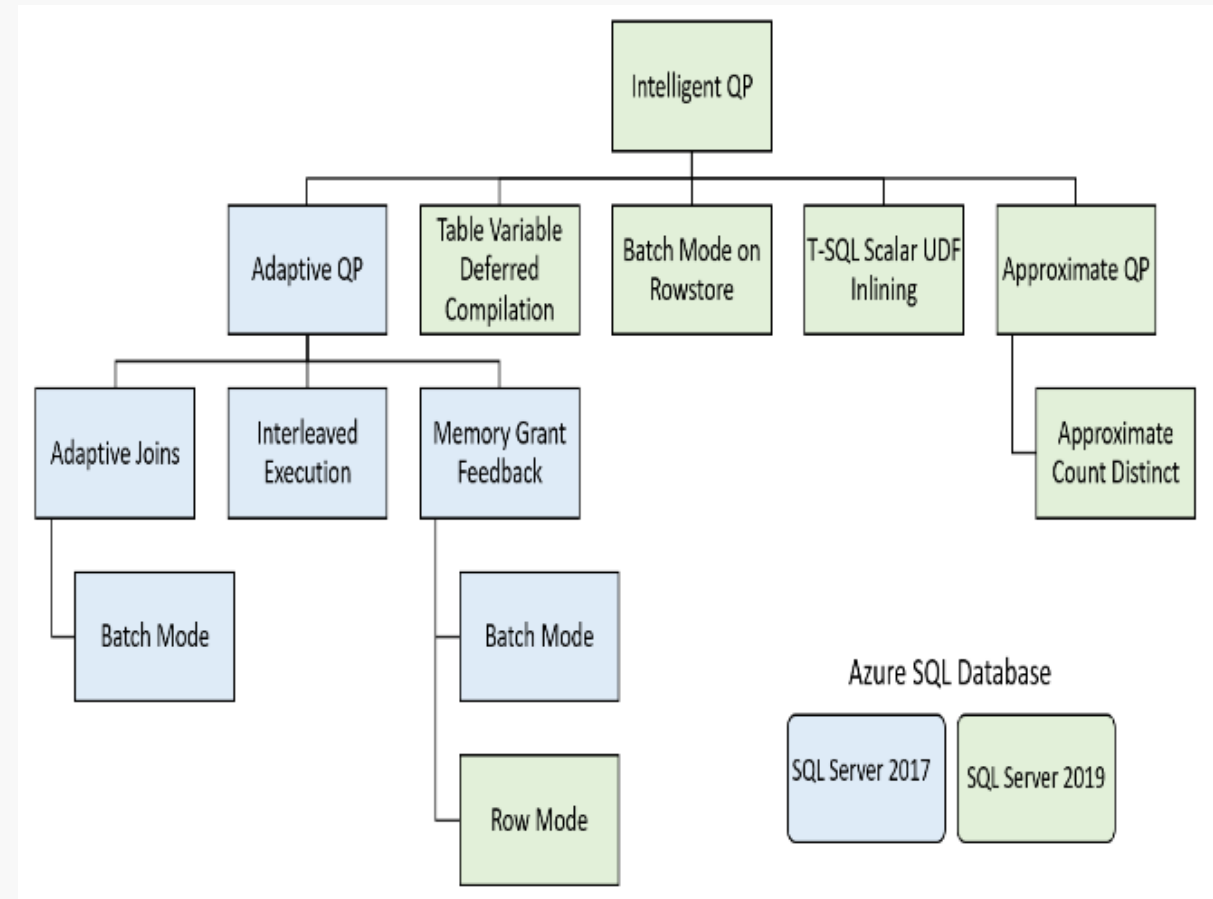 Intelligent QP
Adaptive QP
Table Variable
Deferred
Compilation
Batch Mode on
Rowstore
T-SQL Scalar UDF
Inlining
Approximate QP
Adaptive Joins
Interleaved
Execution
Memory Grant
Feedback
Approximate
Count Distinct
Batch Mode
Batch Mode
Row Mode
Azure SQL Database
SQL Server 2017
SQL Server 2019